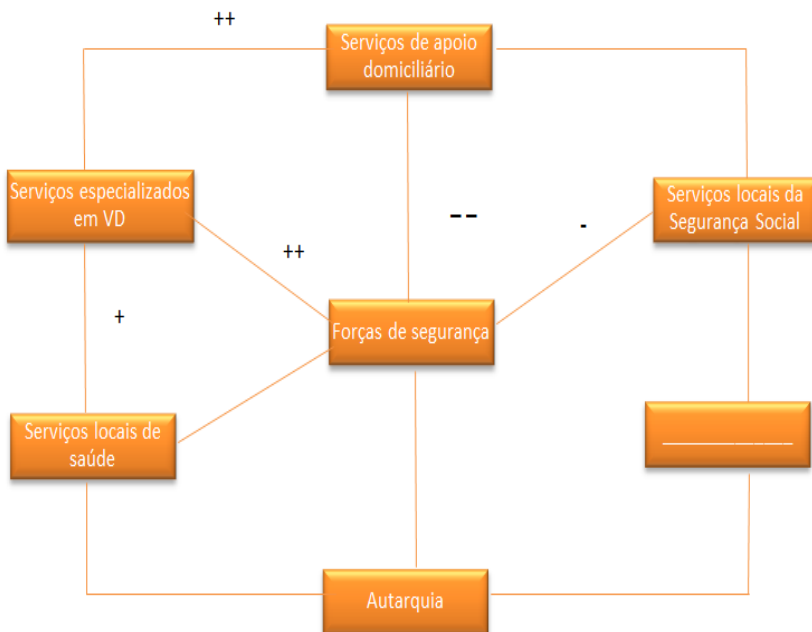 ++
Serviços de apoio
domiciliário
Serviços especializados
em VD
Serviços locais da
Segurança Social
--
-
++
+
Forças de segurança
Serviços locais de
saúde
_______________
Autarquia